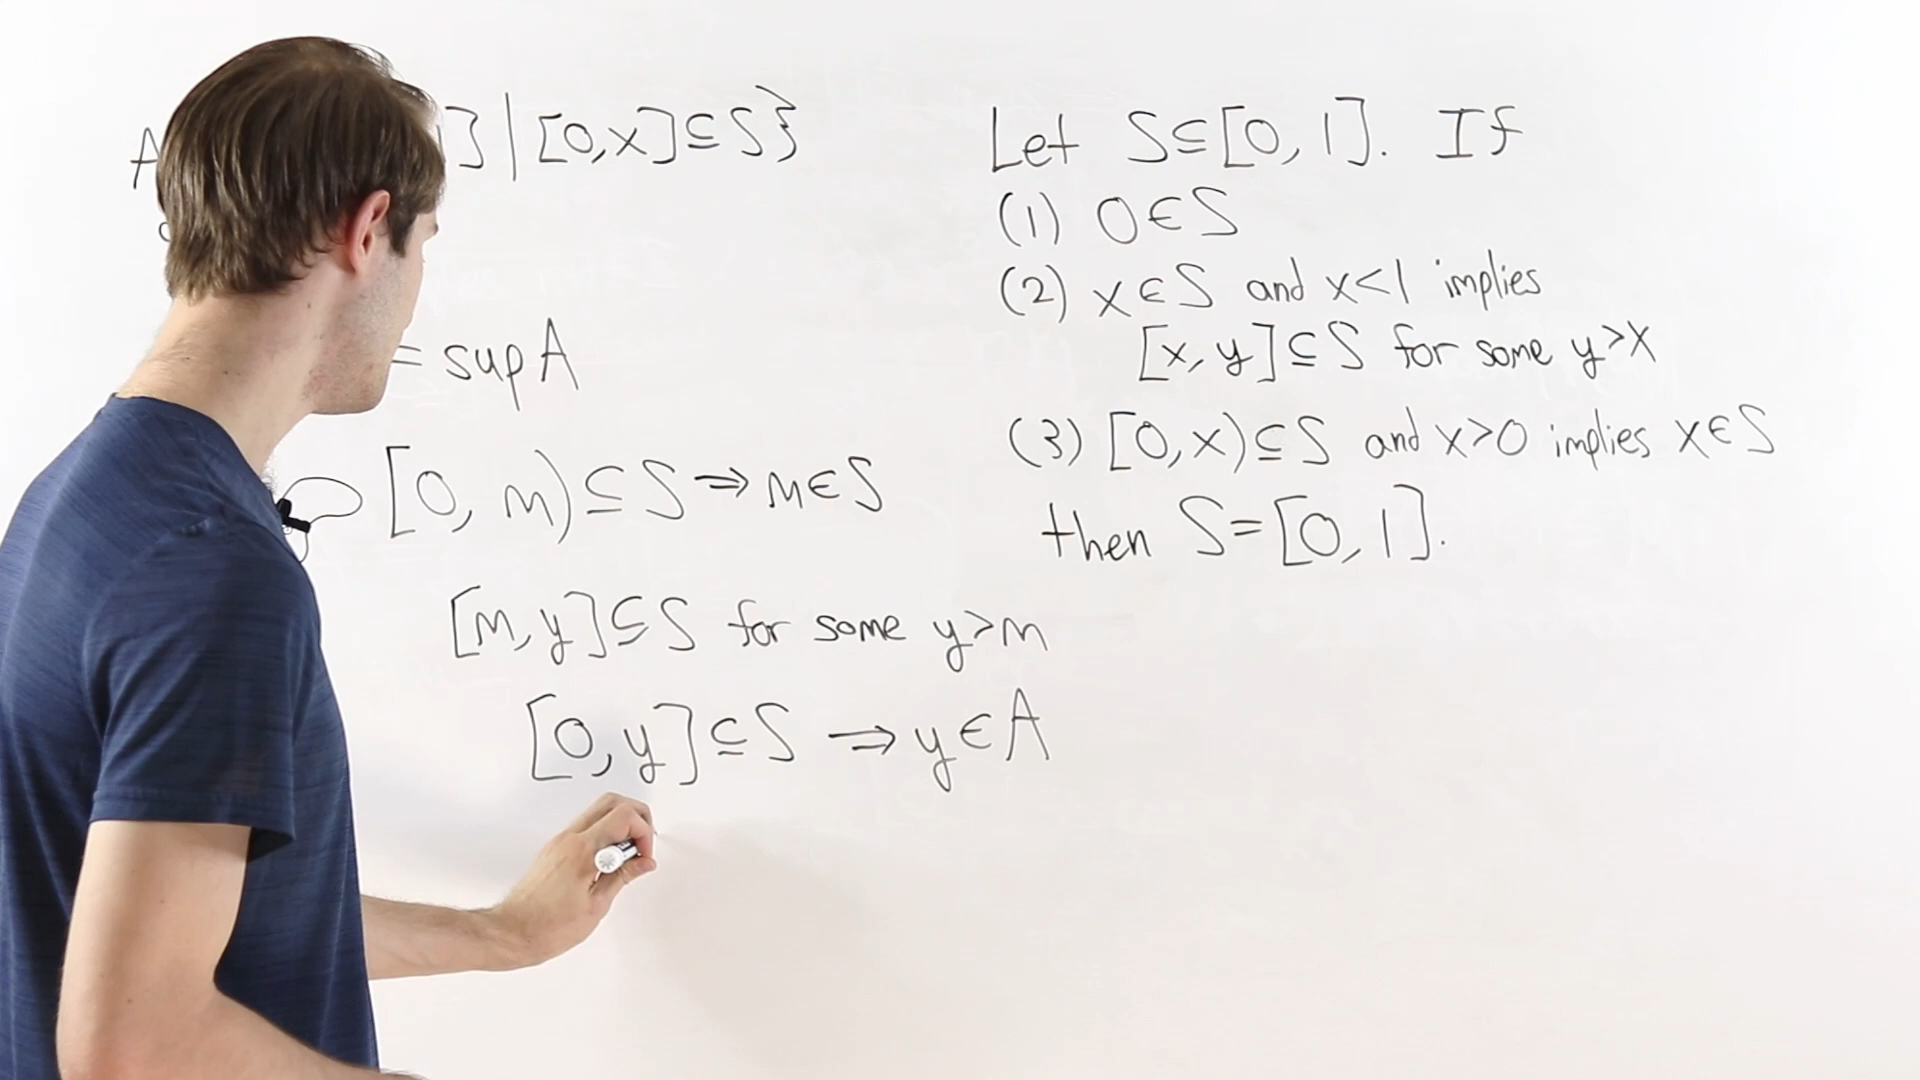 A ] | [0,x]⊆S}
= sup A
[0, m)⊆S ⇒ m∈S
[m,y]⊆S for some y>m
[0,y]⊆S ⇒ y∈A
Let S⊆[0,1]. If
(1) 0∈S
(2) x∈S and x<1 implies
[x,y]⊆S for some y>x
(3) [0,x)⊆S and x>0 implies x∈S
then S=[0,1].